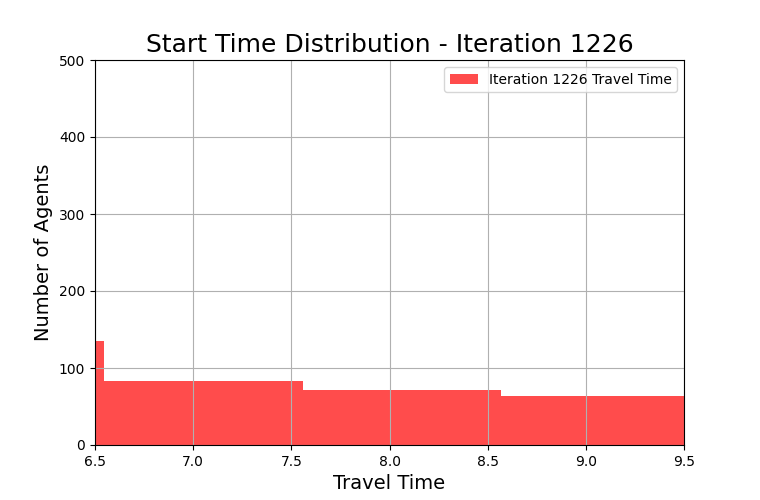 Start Time Distribution - Iteration 1226
Iteration 1226 Travel Time
Number of Agents
500
400
300
200
100
0
6.5 7.0 7.5 8.0 8.5 9.0 9.5
Travel Time